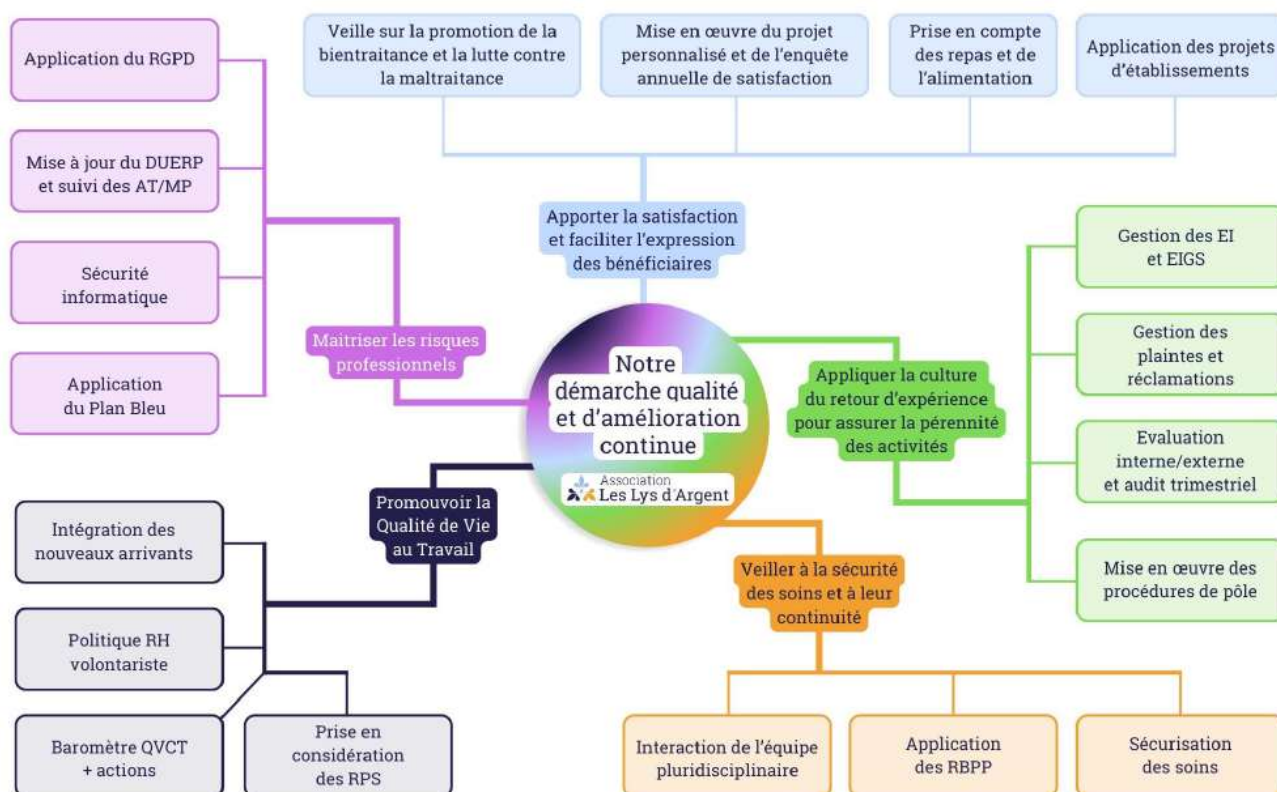 Application du RGPD
Mise à jour du DUERP
et suivi des AT/MP
Sécurité
informatique
Application
du Plan Bleu
Maitriser les risques
professionnels
Veille sur la promotion de la
bientraitance et la lutte contre
la maltraitance
Mise en œuvre du projet
personnalisé et de l'enquête
annuelle de satisfaction
Prise en compte
des repas et de
l'alimentation
Application des projets
d'établissements
Apporter la satisfaction
et faciliter l'expression
des bénéficiaires
Notre
démarche qualité
et d'amélioration
continue
Association
Les Lys d'Argent
Appliquer la culture
du retour d'expérience
pour assurer la pérennité
des activités
Gestion des EI
et EIGS
Gestion des
plaintes et
réclamations
Evaluation
interne/externe
et audit trimestriel
Mise en œuvre des
procédures de pôle
Promouvoir la
Qualité de Vie
au Travail
Intégration des
nouveaux arrivants
Politique RH
volontariste
Baromètre QVCT
+ actions
Prise en
considération
des RPS
Veiller à la sécurité
des soins et à leur
continuité
Interaction de l'équipe
pluridisciplinaire
Application
des RBPP
Sécurisation
des soins